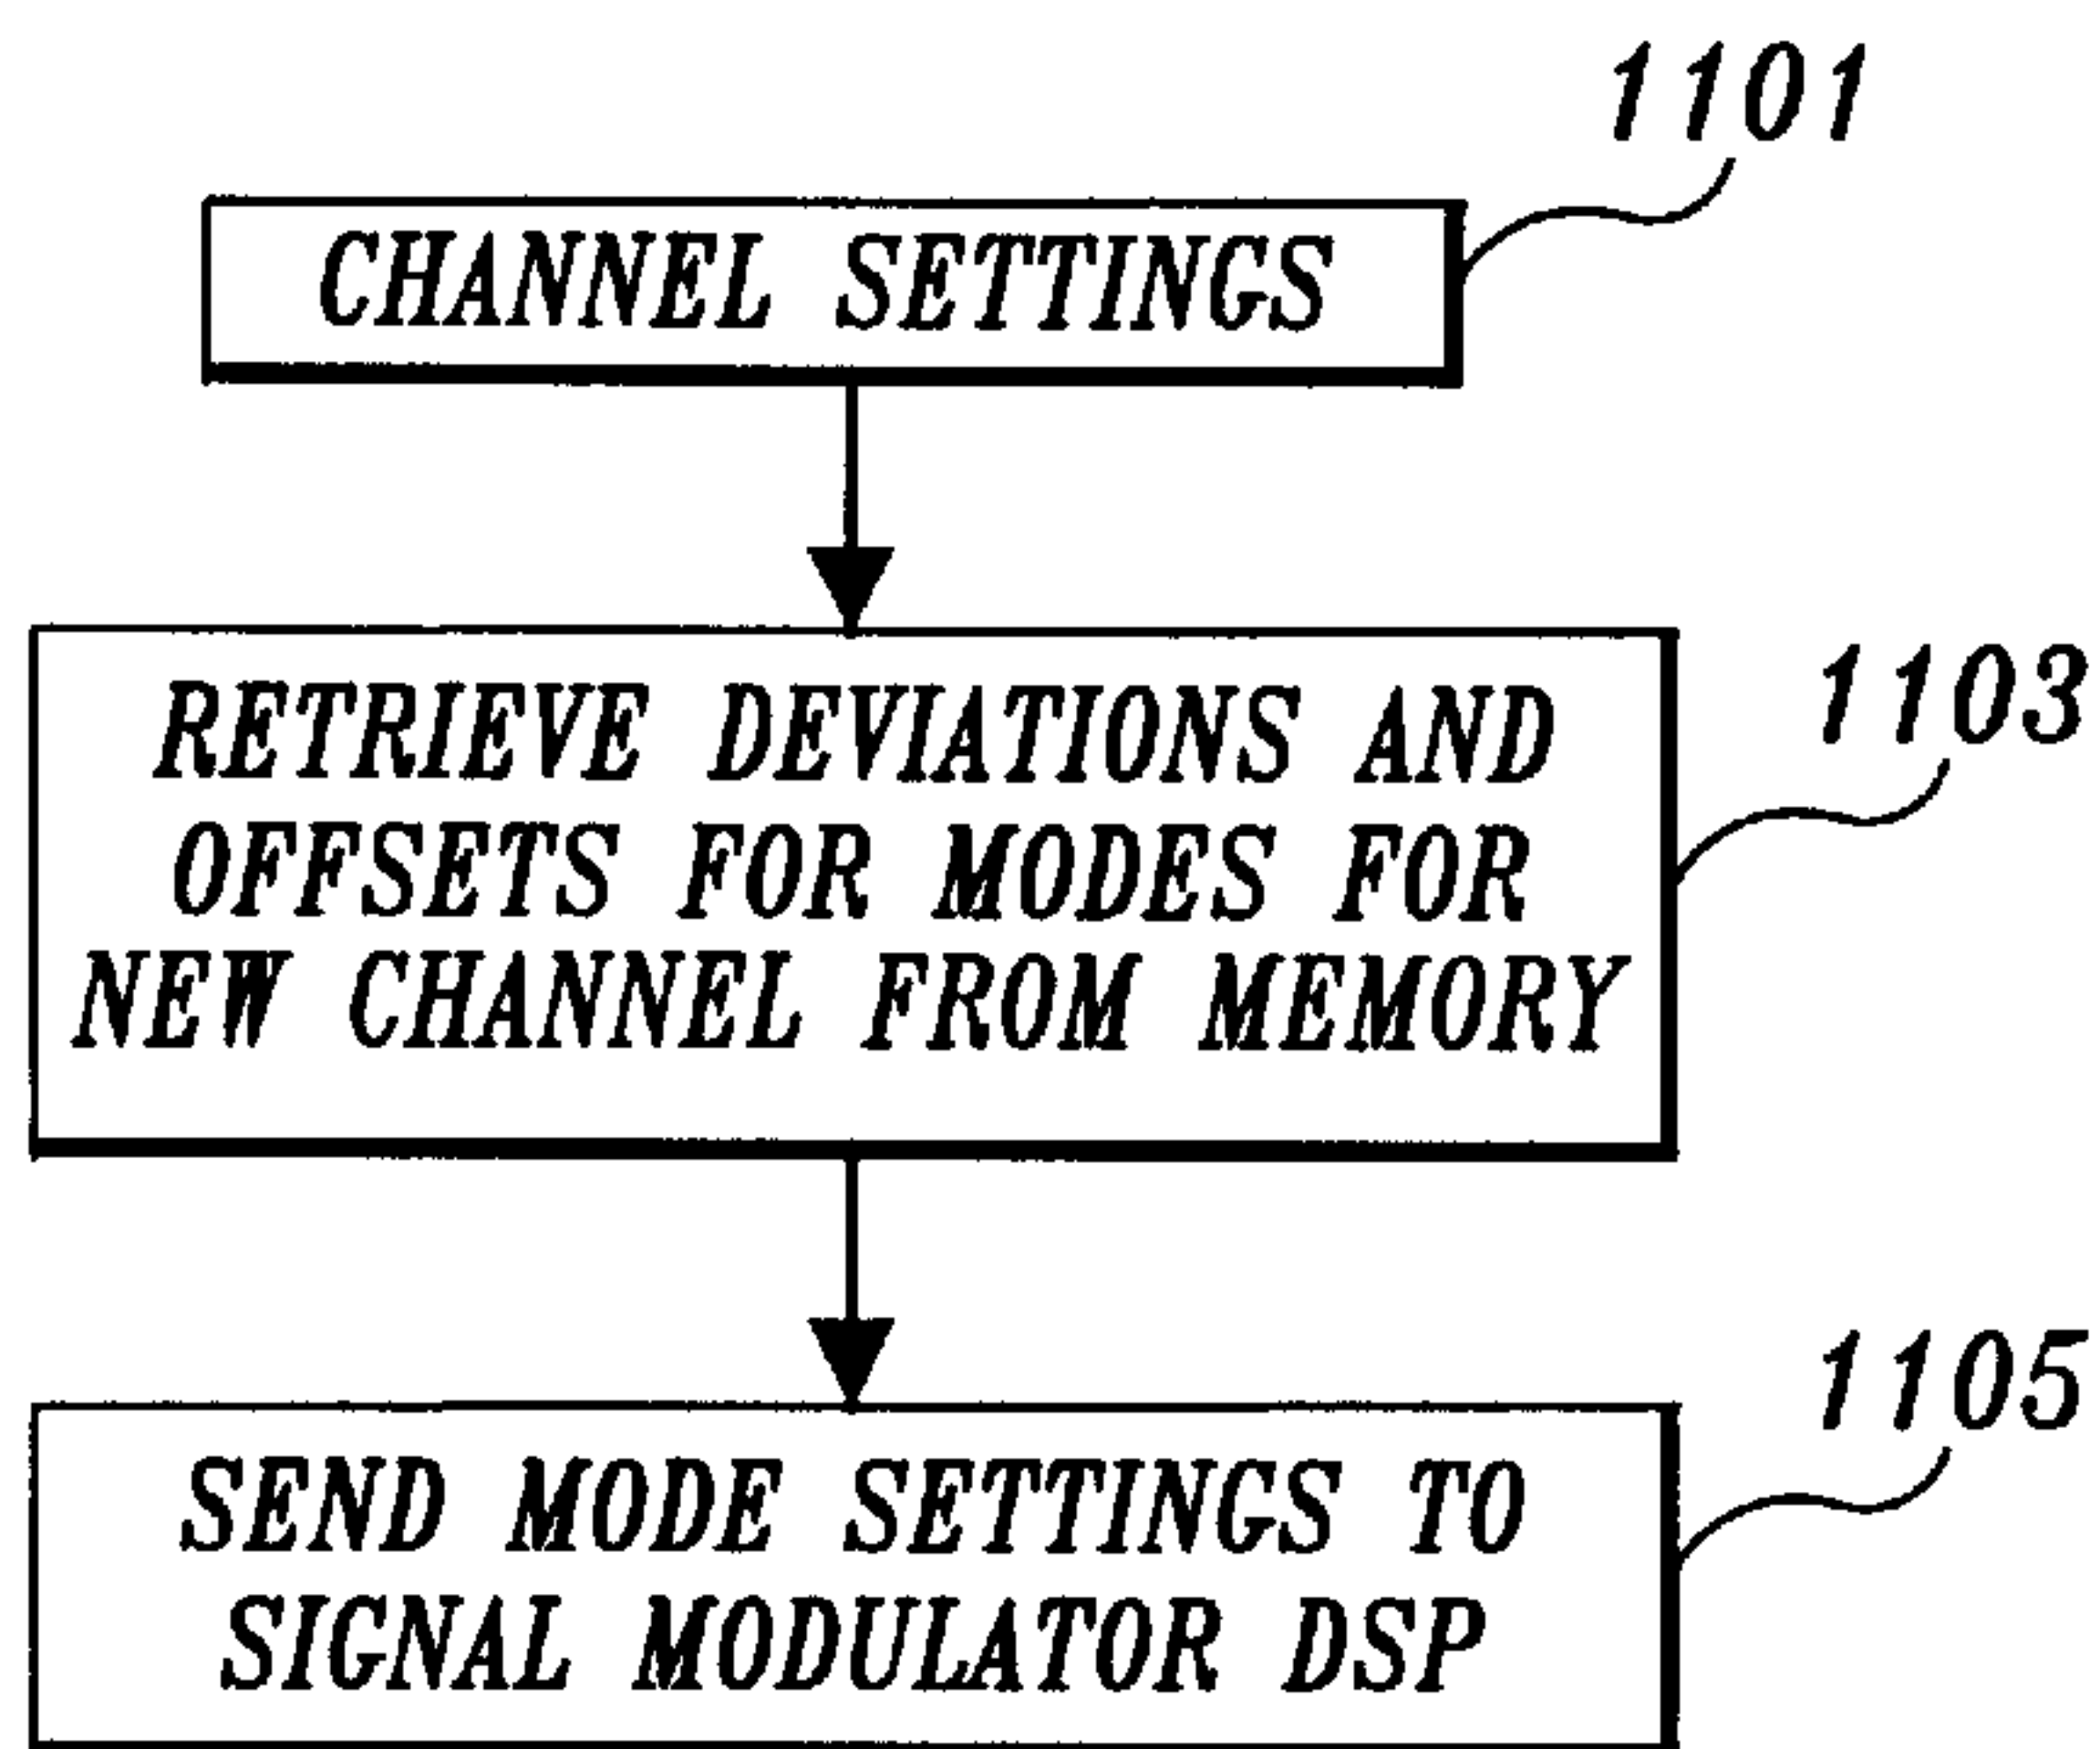 1101
CHANNEL SETTINGS
RETRIEVE DEVIATIONS AND
1103
OFFSETS FOR MODES FOR
NEW CHANNEL FROM MEMORY
1105
SEND MODE SETTINGS TO
SIGNAL MODULATOR DSP